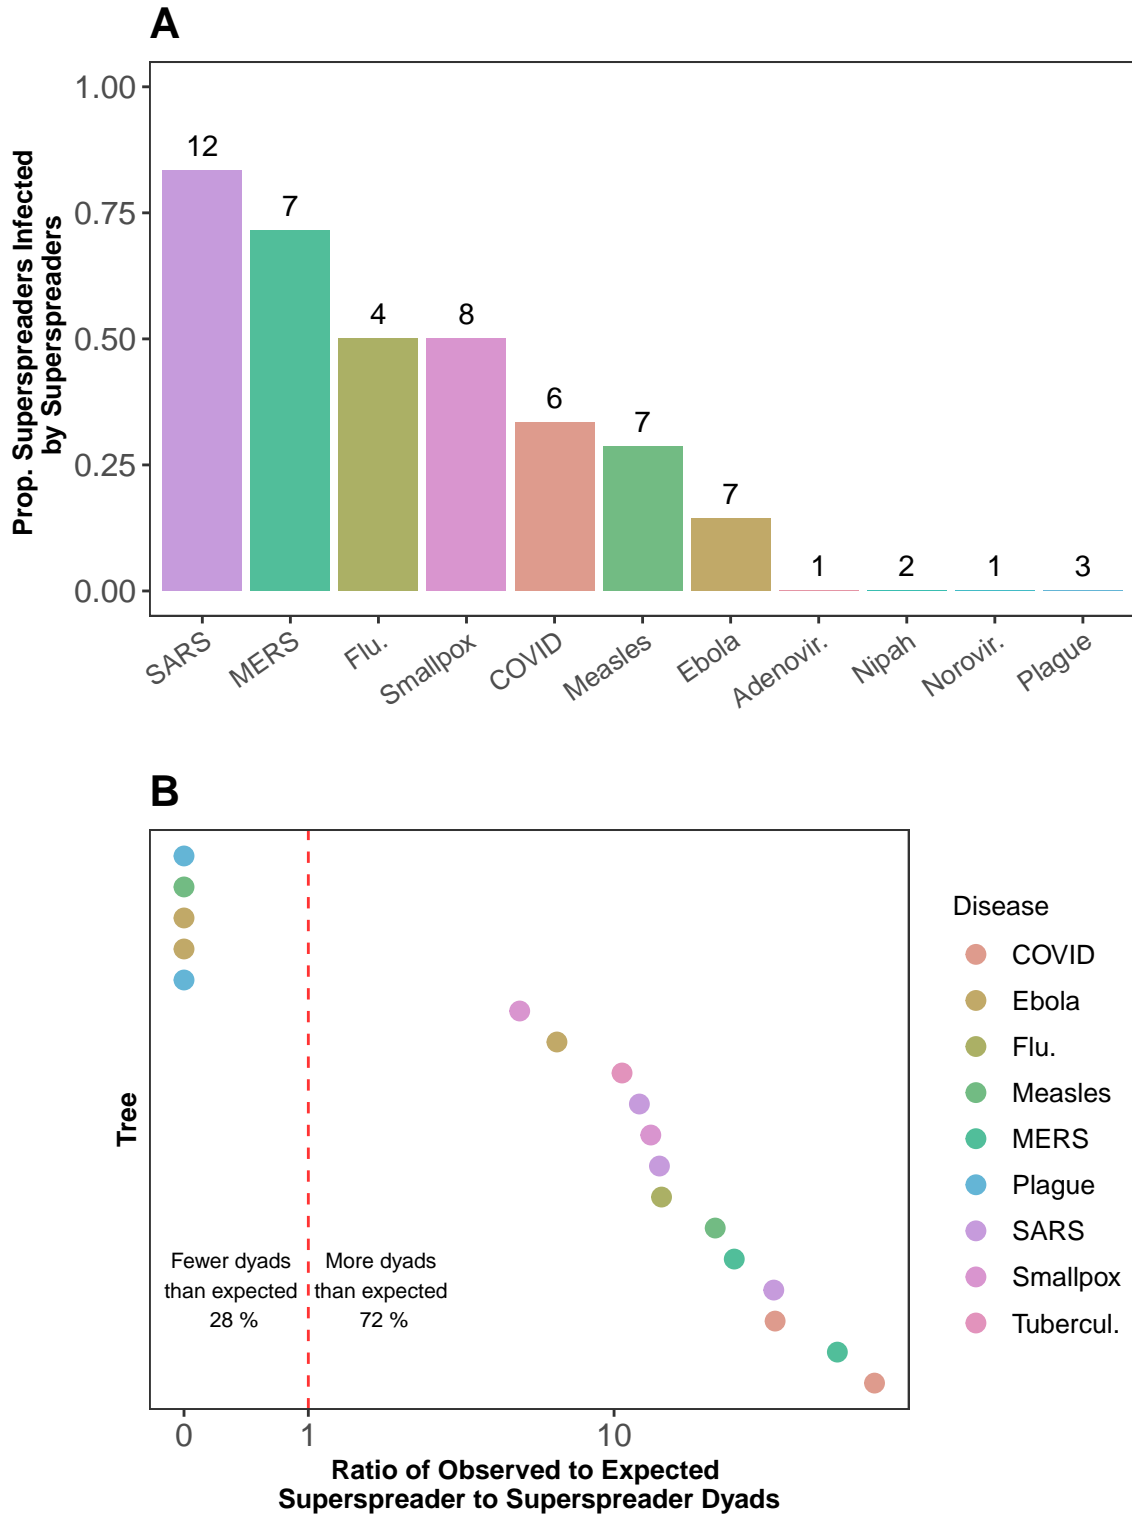 A
Prop. Superspreaders Infected
by Superspreaders
1.00
0.75
0.50
0.25
0.00
12
7
4
8
6
7
7
1
2
1
3
SARS
MERS
Flu.
Smallpox
COVID
Measles
Ebola
Adenovir.
Nipah
Norovir.
Plague
B
Tree
Fewer dyads
than expected
28 %
More dyads
than expected
72 %
0
1
10
Ratio of Observed to Expected
Superspreader to Superspreader Dyads
Disease
COVID
Ebola
Flu.
Measles
MERS
Plague
SARS
Smallpox
Tubercul.